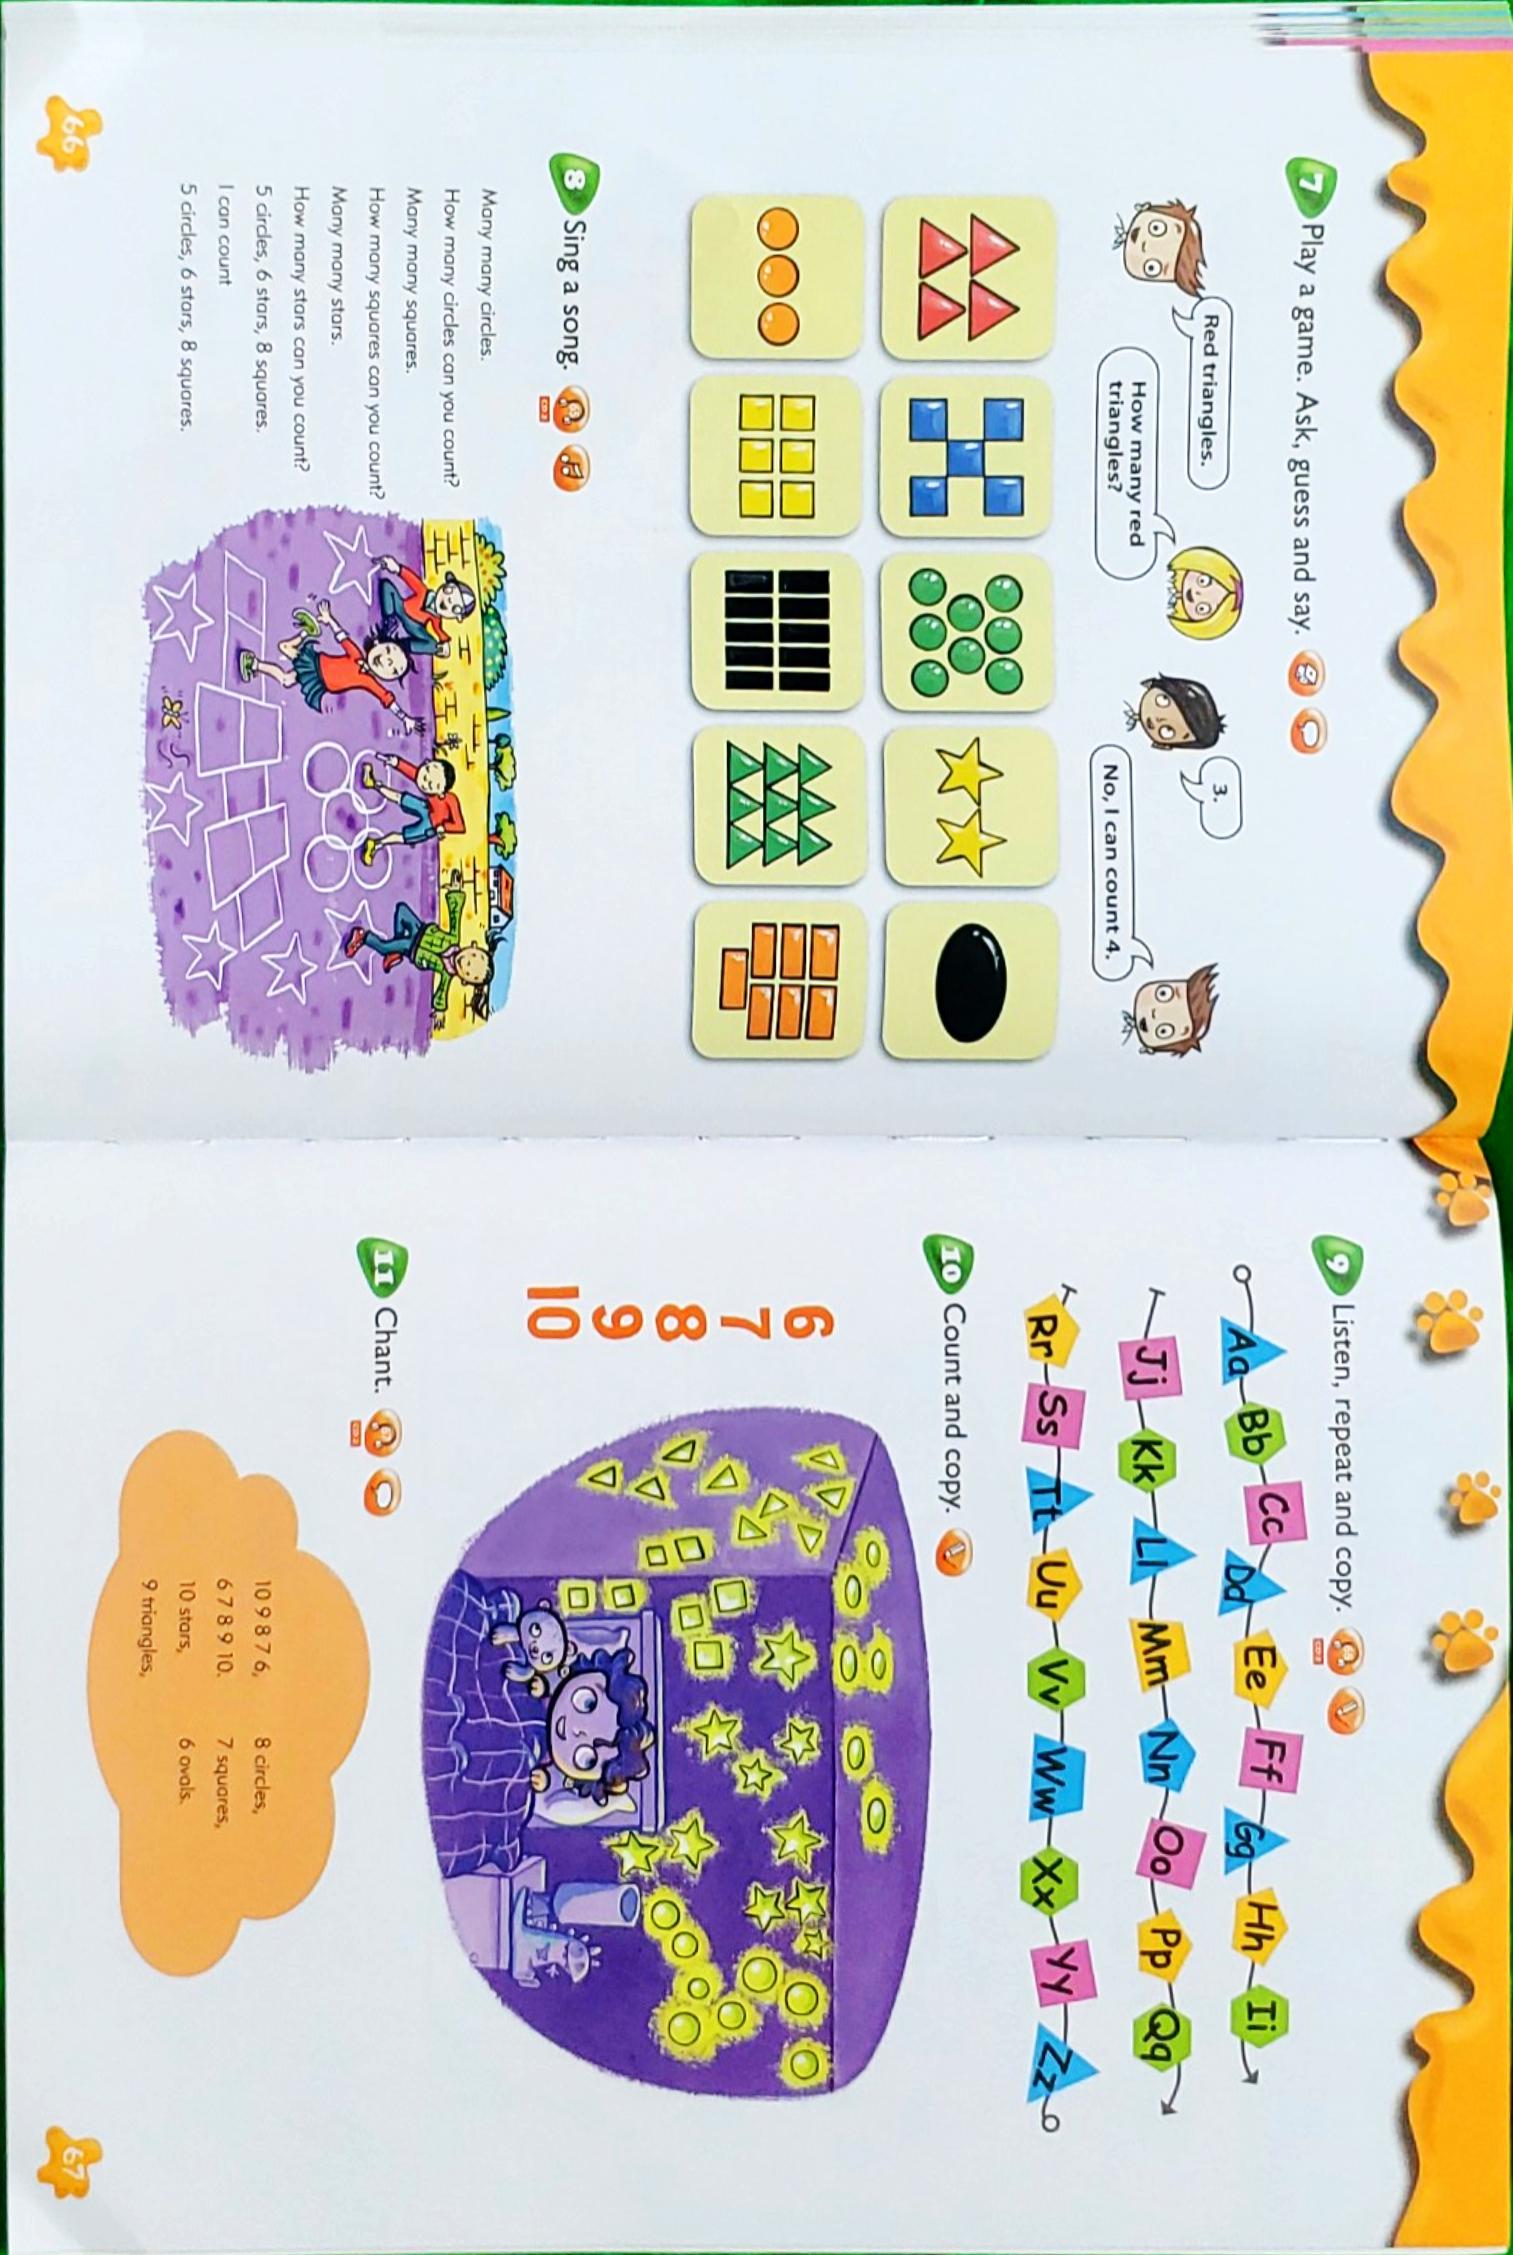 7 Play a game. Ask, guess and say.
Red triangles.
How many red
triangles?
3.
No, I can count 4.
8 Sing a song.
CD 2
Many many circles.
How many circles can you count?
Many many squares.
How many squares can you count?
Many many stars.
How many stars can you count?
5 circles, 6 stars, 8 squares.
I can count
5 circles, 6 stars, 8 squares.
66
9 Listen, repeat and copy.
CD 2
Aa Bb Cc Dd Ee Ff Gg Hh Ii
Jj Kk Ll Mm Nn Oo Pp Qq
Rr Ss Tt Uu Vv Ww Xx Yy Zz
10 Count and copy.
6
7
8
9
10
11 Chant.
CD 2
10 9 8 7 6,
6 7 8 9 10.
10 stars,
9 triangles,
8 circles,
7 squares,
6 ovals.
67